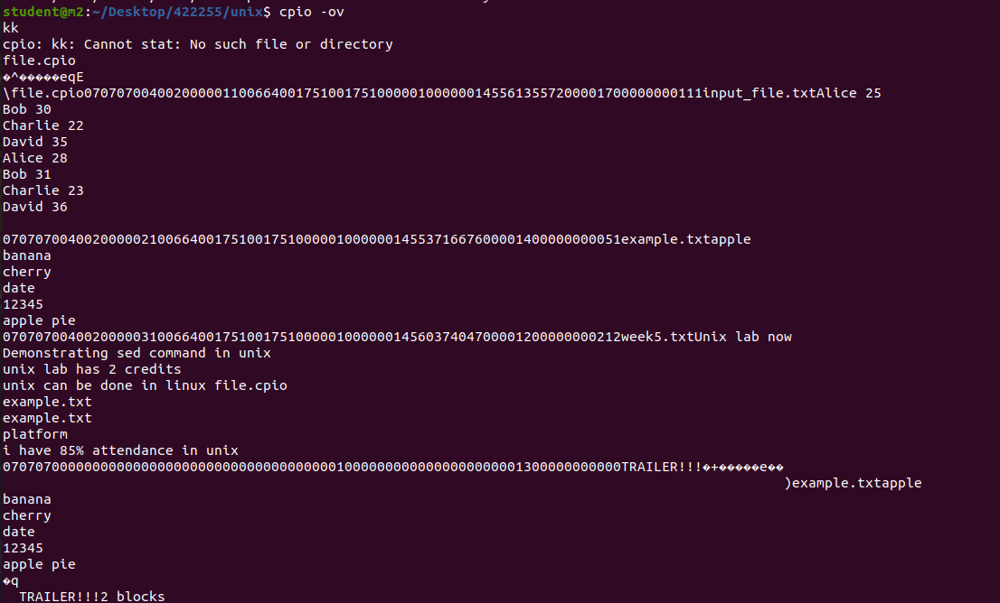 student@m2:~/Desktop/422255/unix$ cpio -ov
kk
cpio: kk: Cannot stat: No such file or directory
file.cpio
�^�����eqE
\file.cpio0707070040020000011006640017510017510000010000001455613557200001700000000111input_file.txtAlice 25
Bob 30
Charlie 22
David 35
Alice 28
Bob 31
Charlie 23
David 36
0707070040020000021006640017510017510000010000001455371667600001400000000051example.txtapple
banana
cherry
date
12345
apple pie
0707070040020000031006640017510017510000010000001456037404700001200000000212week5.txtUnix lab now
Demonstrating sed command in unix
unix lab has 2 credits
unix can be done in linux file.cpio
example.txt
example.txt
platform
i have 85% attendance in unix
0707070000000000000000000000000000000000010000000000000000000001300000000000TRAILER!!!�+�����e��
)example.txtapple
banana
cherry
date
12345
apple pie
�q
TRAILER!!!2 blocks